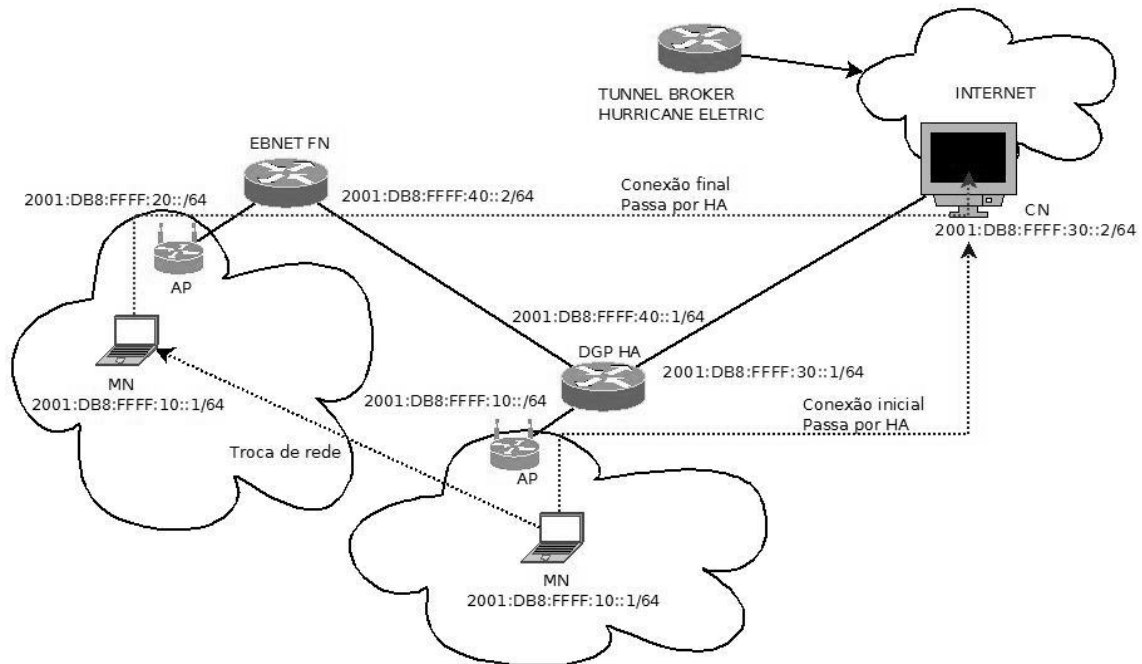 TUNNEL BROKER
HURRICANE ELETRIC
INTERNET
EBNET FN
2001:DB8:FFFF:20::/64
2001:DB8:FFFF:40::2/64
Conexão final
Passa por HA
CN
2001:DB8:FFFF:30::2/64
AP
2001:DB8:FFFF:40::1/64
DGP HA
MN
2001:DB8:FFFF:10::1/64
2001:DB8:FFFF:10::/64
2001:DB8:FFFF:30::1/64
Conexão inicial
Passa por HA
Troca de rede
AP
MN
2001:DB8:FFFF:10::1/64